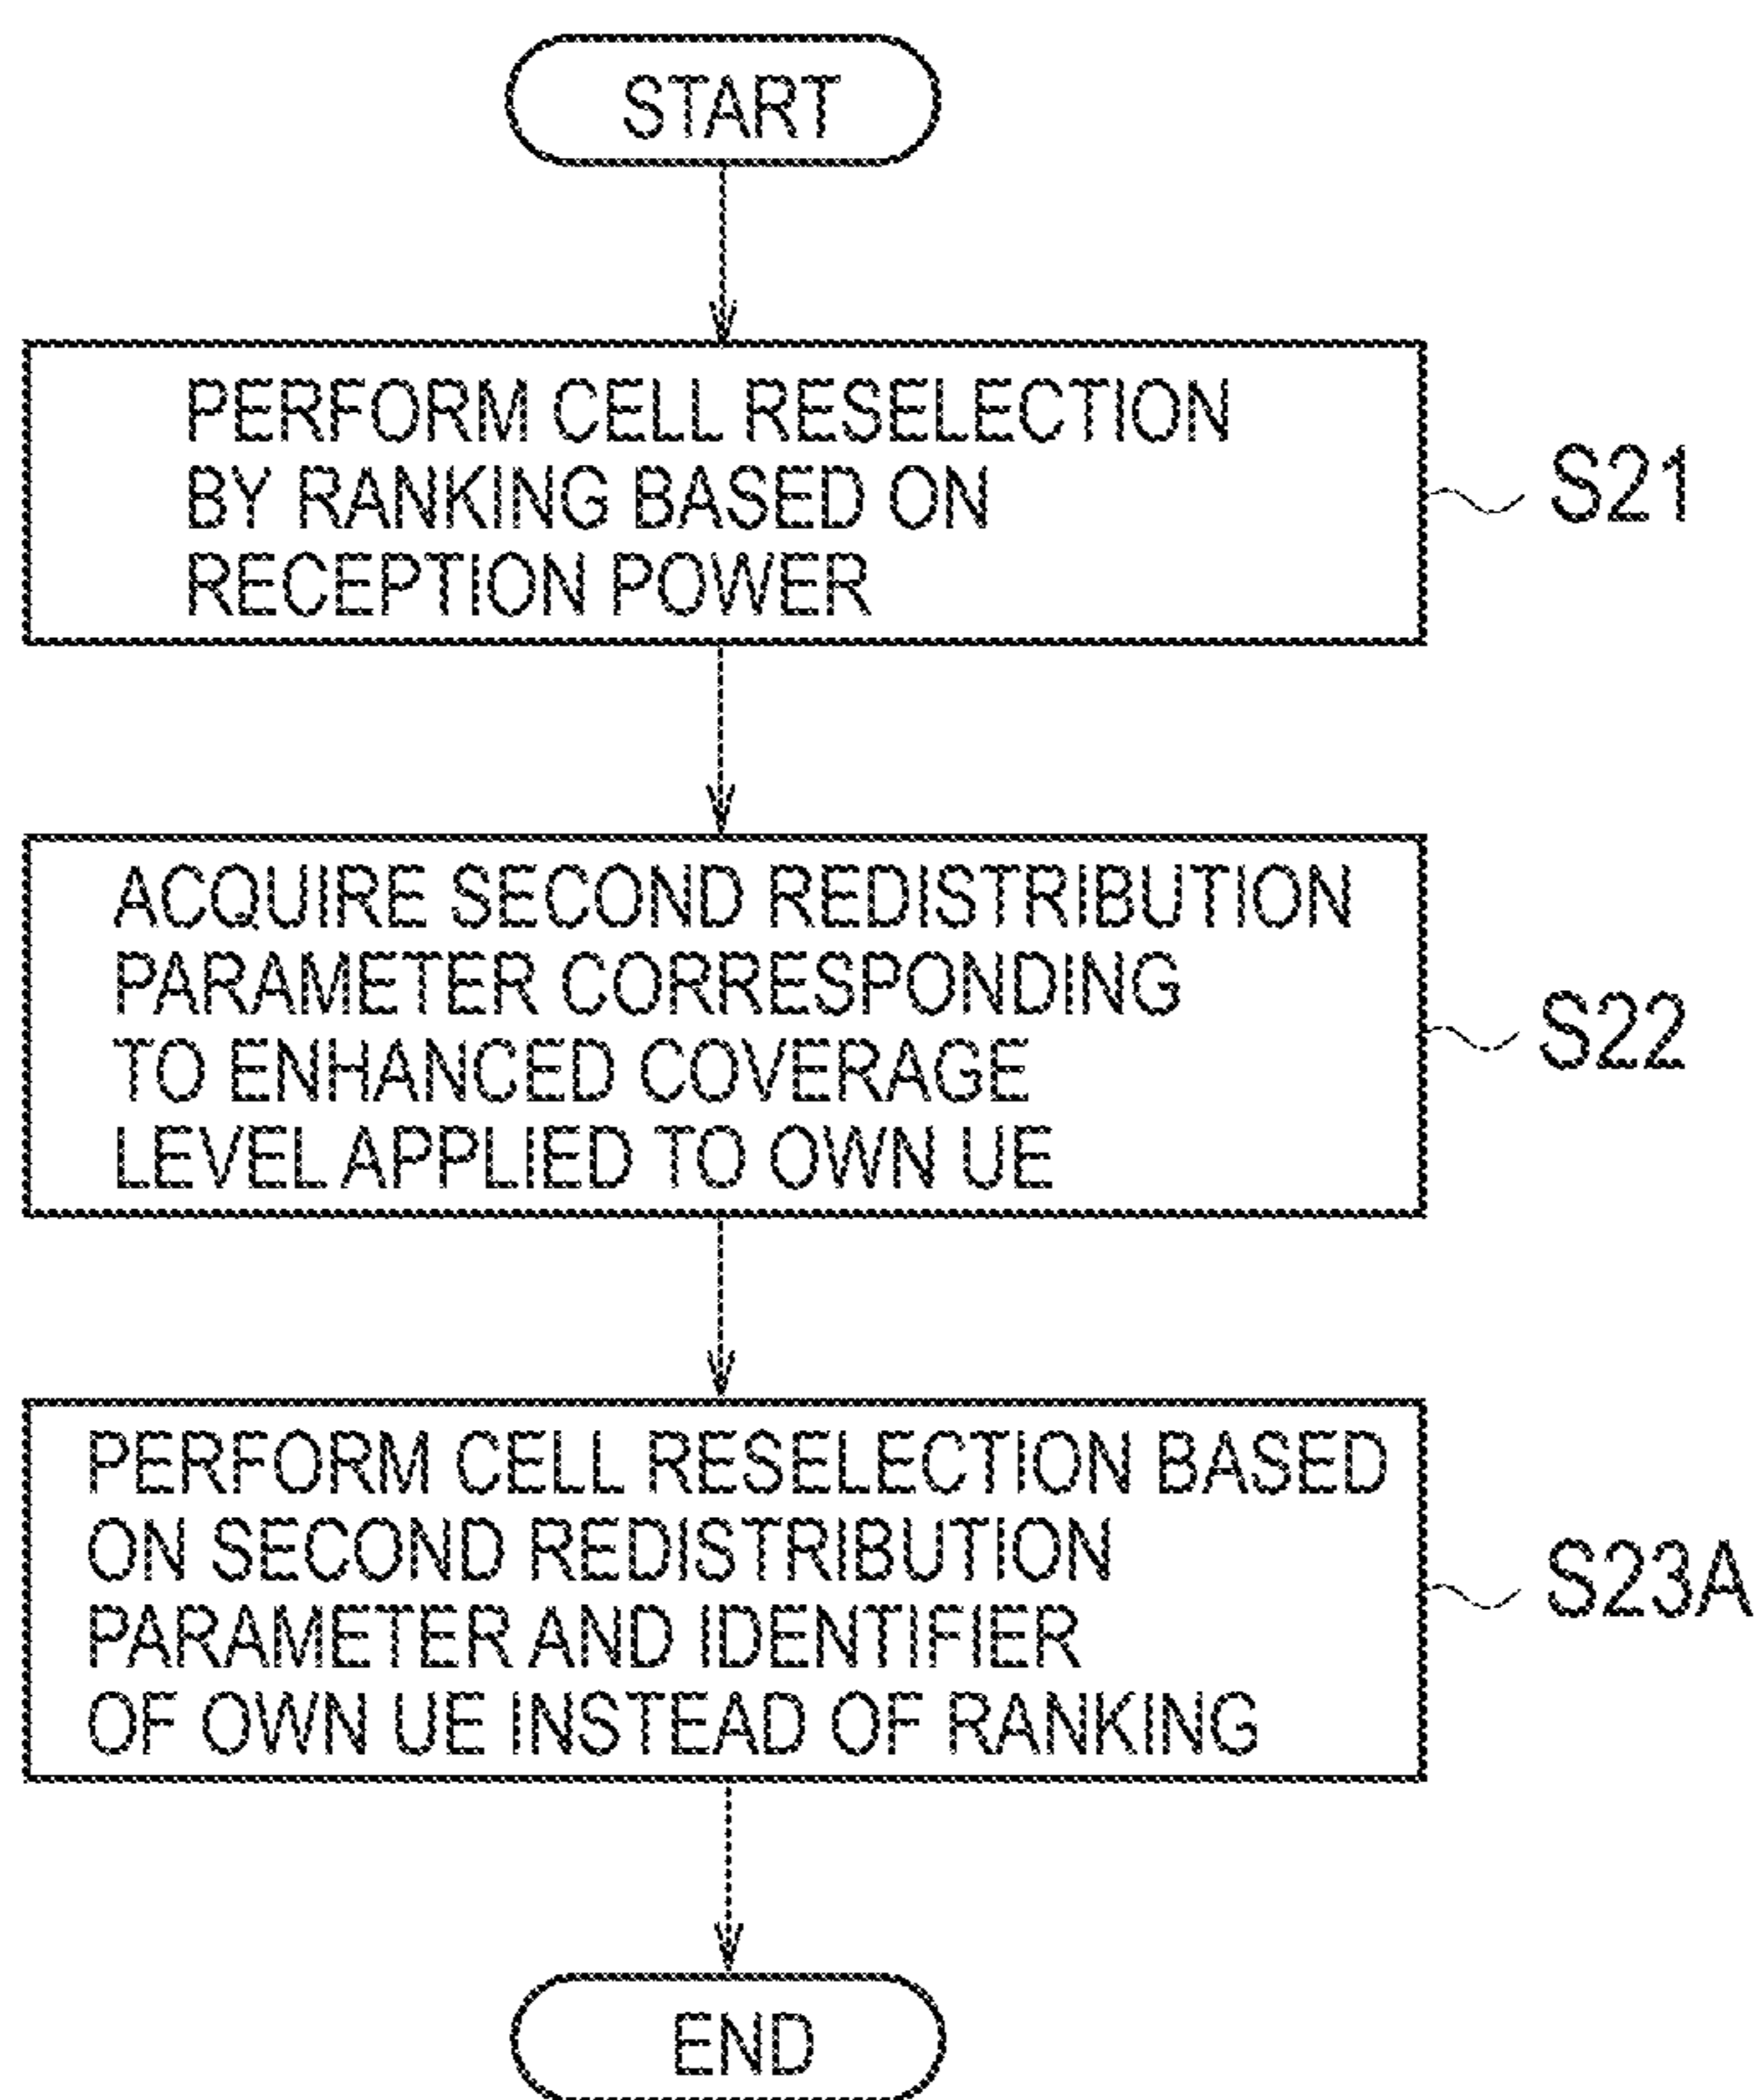 START
PERFORM CELL RESELECTION
BY RANKING BASED ON
RECEPTION POWER
S21
ACQUIRE SECOND REDISTRIBUTION
PARAMETER CORRESPONDING
TO ENHANCED COVERAGE
LEVEL APPLIED TO OWN UE
S22
PERFORM CELL RESELECTION BASED
ON SECOND REDISTRIBUTION
PARAMETER AND IDENTIFIER
OF OWN UE INSTEAD OF RANKING
S23A
END